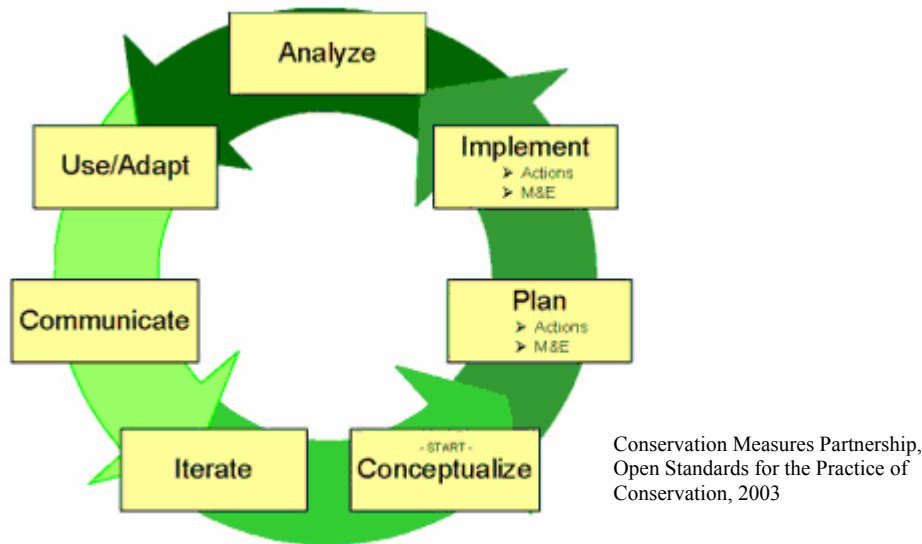 Analyze
Implement
➢ Actions
➢ M&E
Use/Adapt
Plan
➢ Actions
➢ M&E
Communicate
- START -
Conceptualize
Iterate
Conservation Measures Partnership,
Open Standards for the Practice of
Conservation, 2003